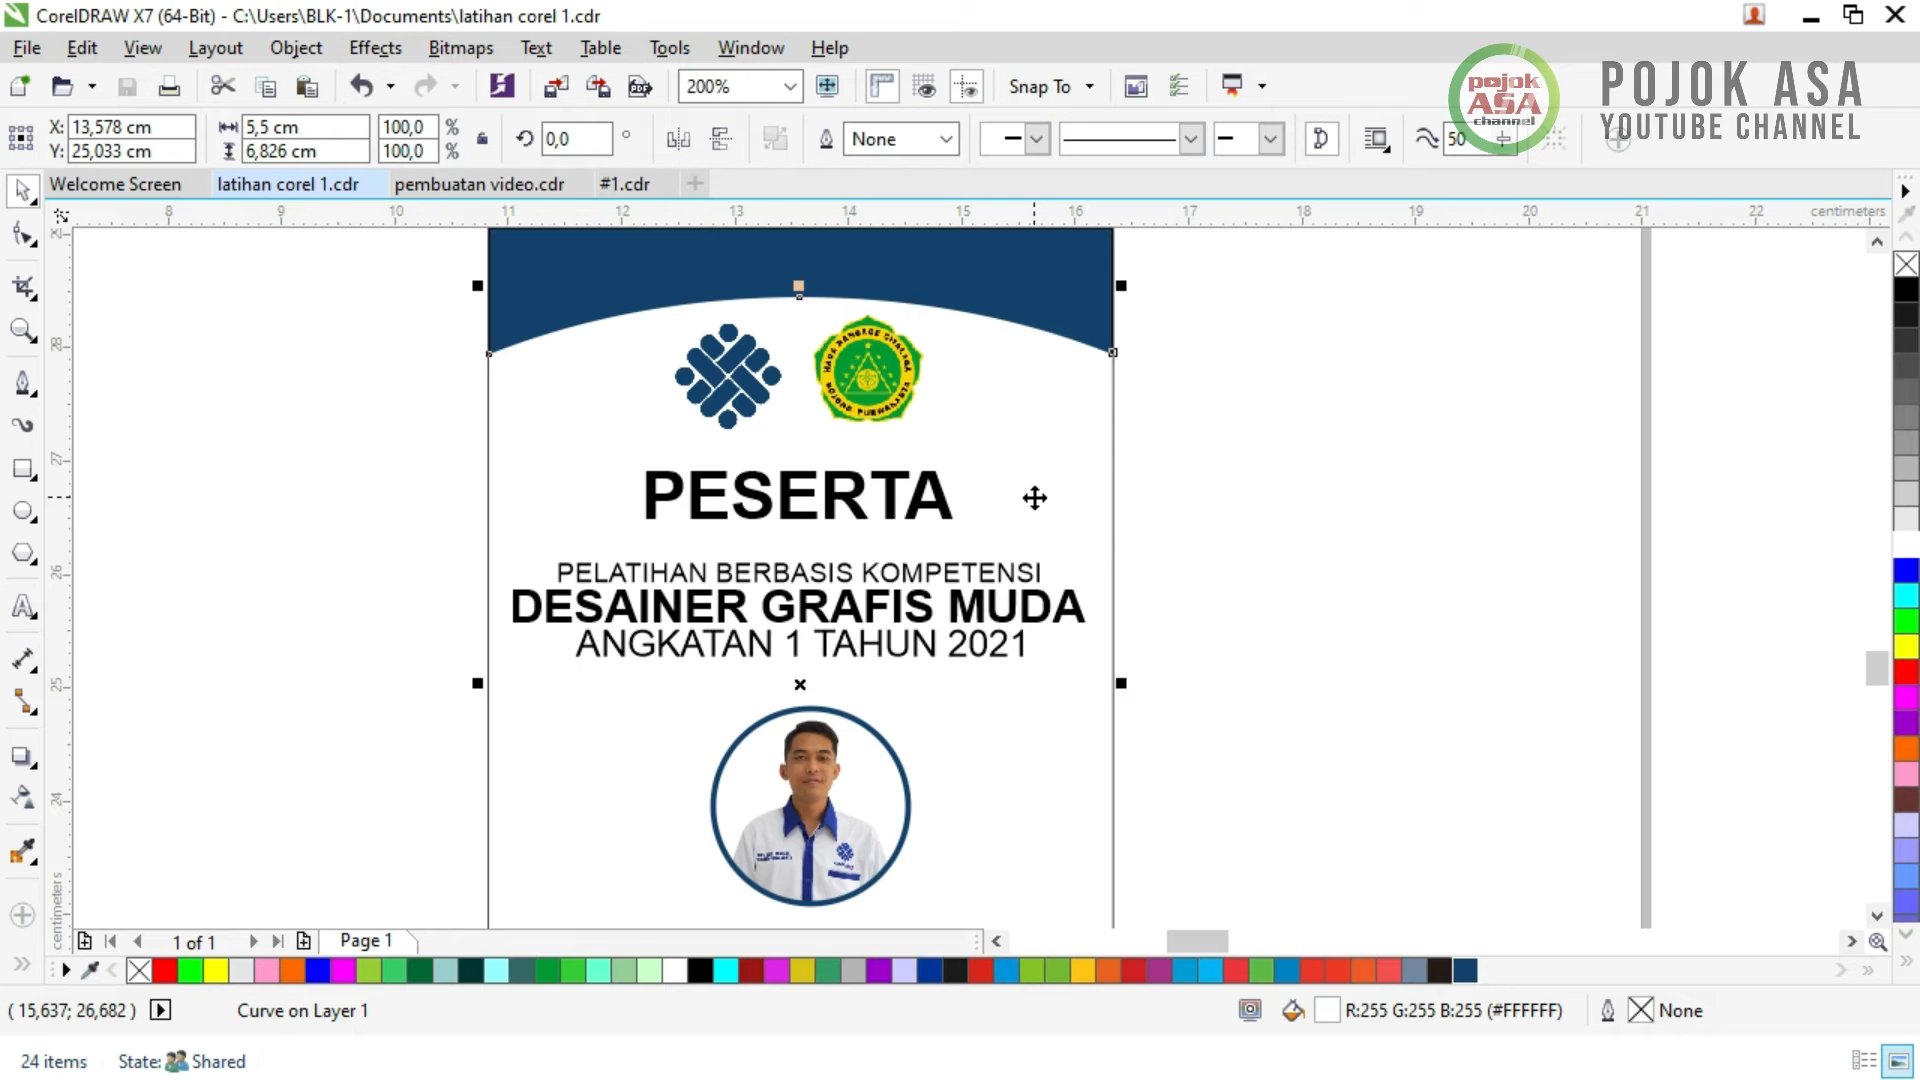 CorelDRAW X7 (64-Bit) - C:\Users\BLK-1\Documents\latihan corel 1.cdr
File Edit View Layout Object Effects Bitmaps Text Table Tools Window Help
200% Snap To
pojok ASA channel
POJOK ASA
YOUTUBE CHANNEL
X: 13,578 cm 5,5 cm 100,0 %
Y: 25,033 cm 6,826 cm 100,0 %
0,0 ° None 50
Welcome Screen latihan corel 1.cdr pembuatan video.cdr #1.cdr
8 9 10 11 12 13 14 15 16 17 18 19 20 21 22 centimeters
28
27
26
25
24
centimeters
PESERTA
PELATIHAN BERBASIS KOMPETENSI
DESAINER GRAFIS MUDA
ANGKATAN 1 TAHUN 2021
1 of 1 Page 1
( 15,637; 26,682 ) Curve on Layer 1 R:255 G:255 B:255 (#FFFFFF) None
24 items State: Shared